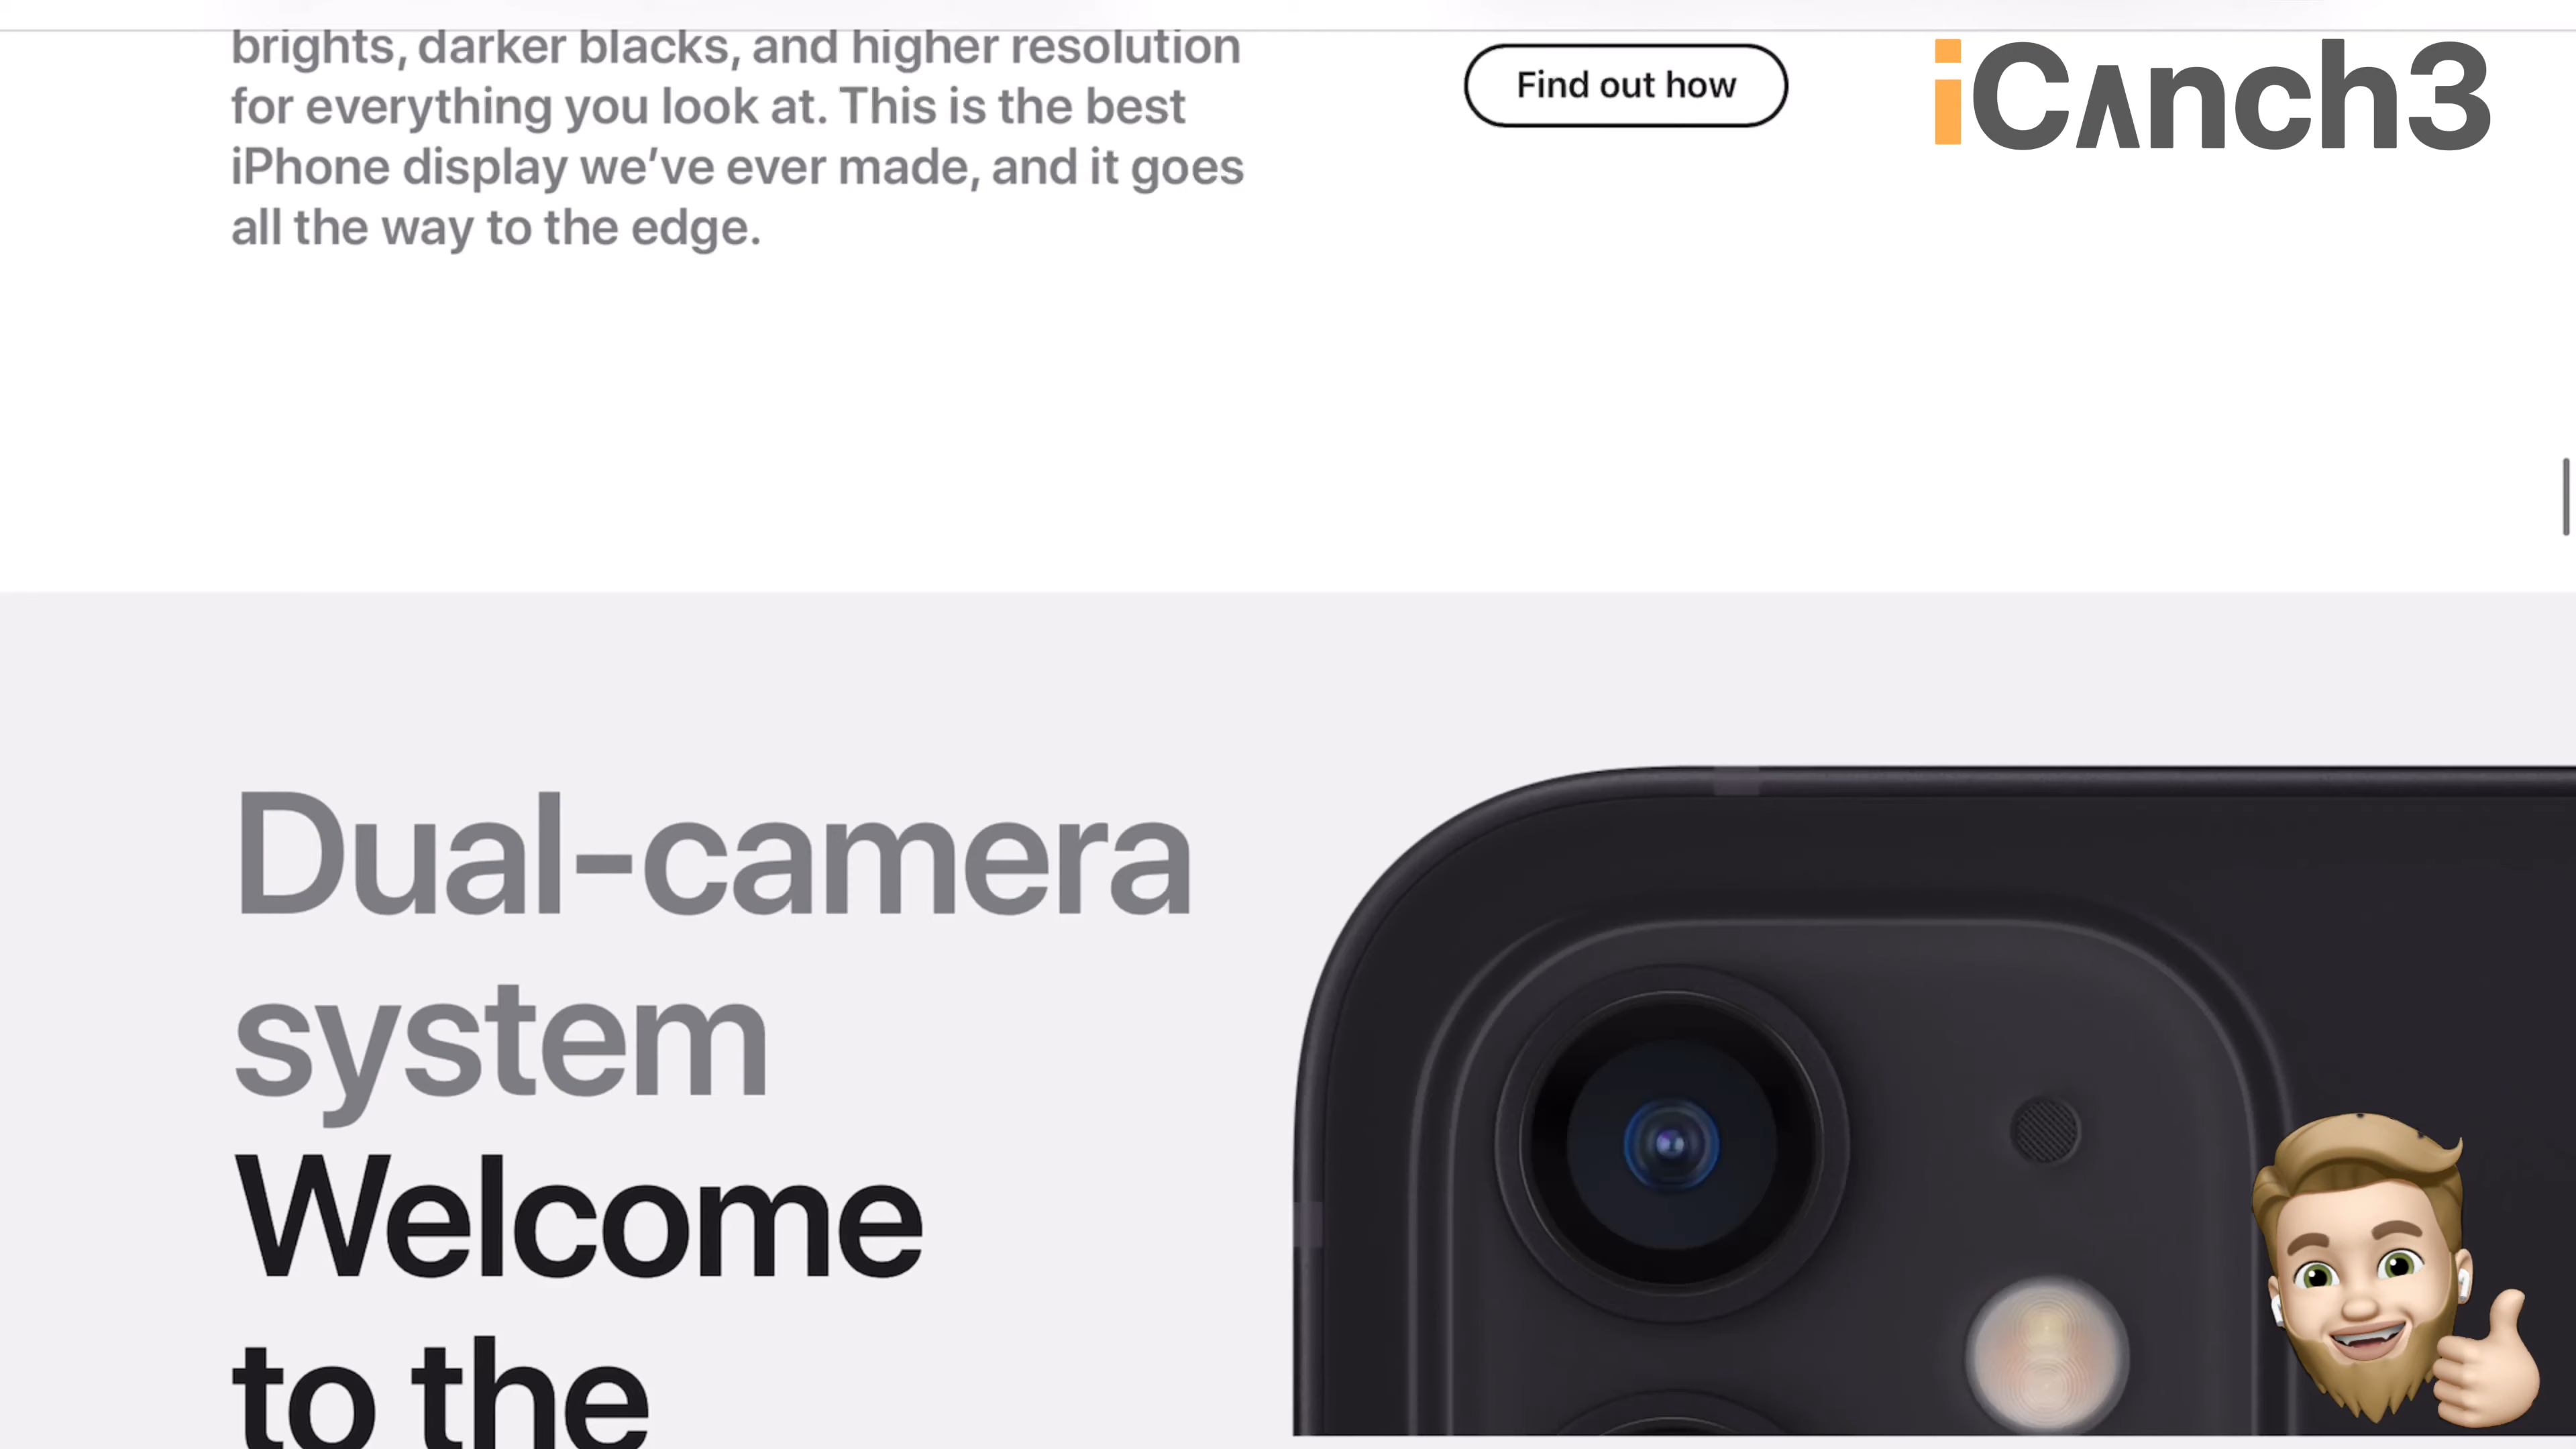 brights, darker blacks, and higher resolution
for everything you look at. This is the best
iPhone display we’ve ever made, and it goes
all the way to the edge.
Find out how
iCʌnch3
Dual-camera
system
Welcome
to the